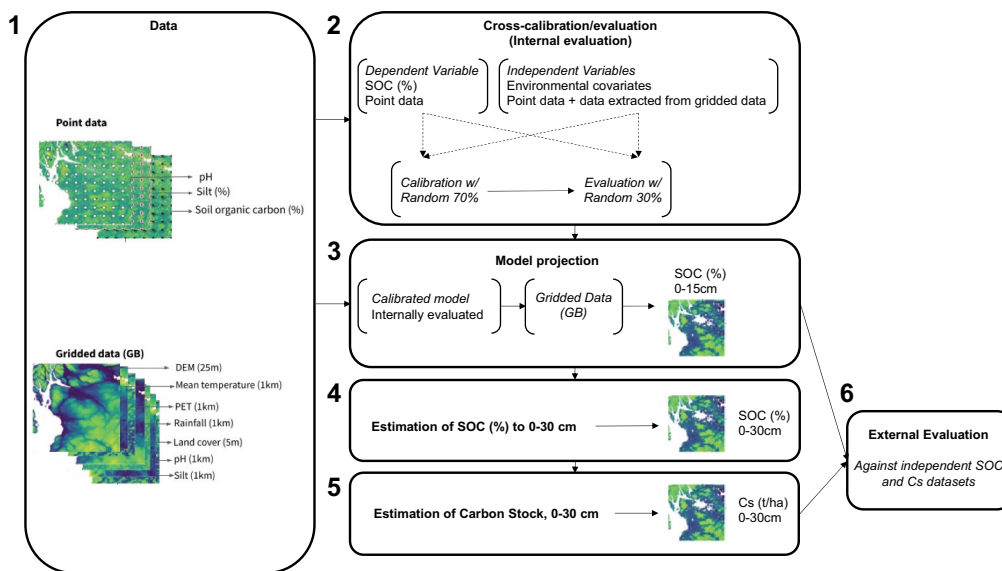 1
Data
Point data
pH
Silt (%)
Soil organic carbon (%)
Gridded data (GB)
DEM (25m)
Mean temperature (1km)
PET (1km)
Rainfall (1km)
Land cover (5m)
pH (1km)
Silt (1km)
2
Cross-calibration/evaluation
(Internal evaluation)
Dependent Variable
SOC (%)
Point data
Independent Variables
Environmental covariates
Point data + data extracted from gridded data
Calibration w/
Random 70%
Evaluation w/
Random 30%
3
Model projection
Calibrated model
Internally evaluated
Gridded Data
(GB)
SOC (%)
0-15cm
4
Estimation of SOC (%) to 0-30 cm
SOC (%)
0-30cm
5
Estimation of Carbon Stock, 0-30 cm
Cs (t/ha)
0-30cm
6
External Evaluation
Against independent SOC
and Cs datasets